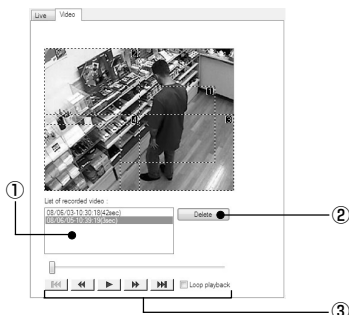 Live Video
①
List of recorded video :
08/06/03-10:30:18(42sec)
Delete
②
Loop playback
③